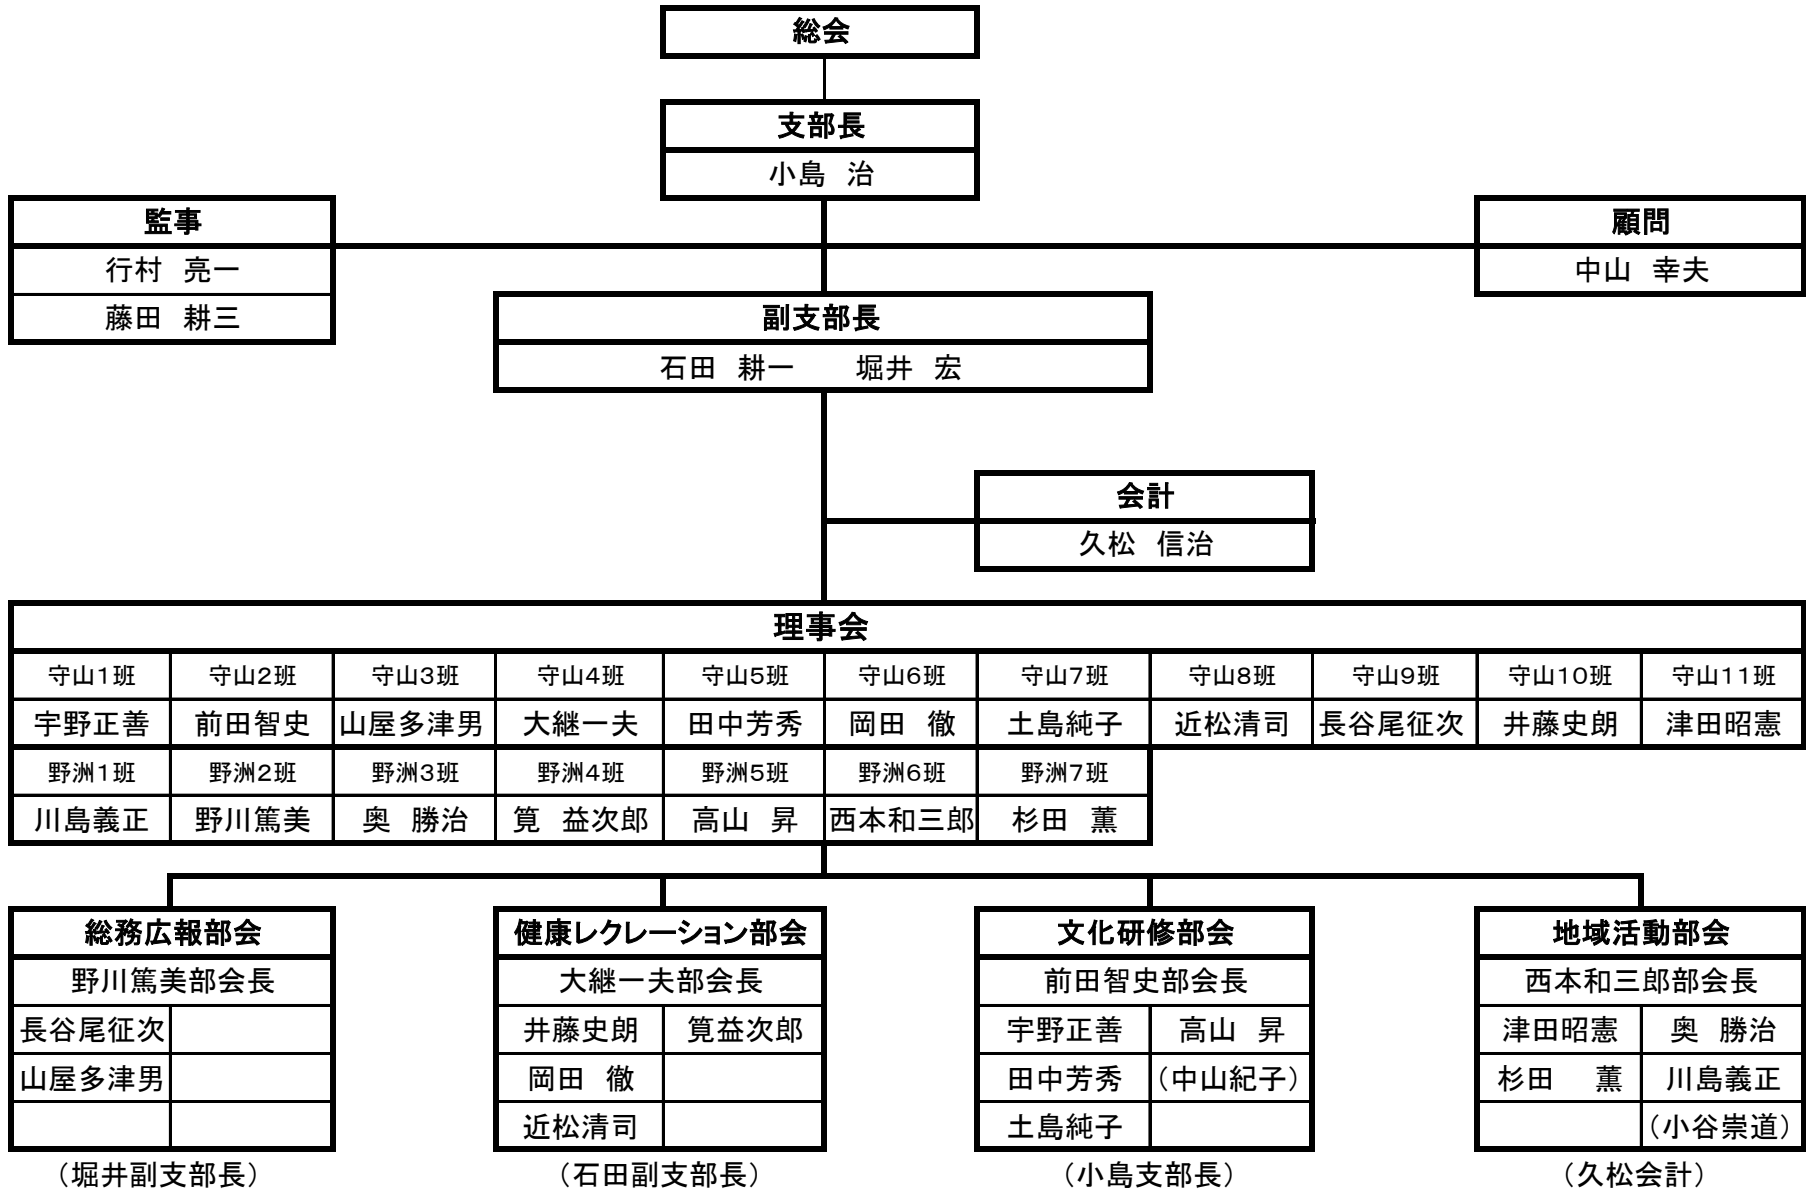 総会
支部長
小島　治
監事
行村　亮一
藤田　耕三
顧問
中山　幸夫
副支部長
石田　耕一　　堀井　宏
会計
久松　信治
理事会
守山1班 守山2班 守山3班 守山4班 守山5班 守山6班 守山7班 守山8班 守山9班 守山10班 守山11班
宇野正善 前田智史 山屋多津男 大継一夫 田中芳秀 岡田　徹 土島純子 近松清司 長谷尾征次 井藤史朗 津田昭憲
野洲1班 野洲2班 野洲3班 野洲4班 野洲5班 野洲6班 野洲7班
川島義正 野川篤美 奥　勝治 筧　益次郎 高山　昇 西本和三郎 杉田　薫
総務広報部会
野川篤美部会長
長谷尾征次
山屋多津男
（堀井副支部長）
健康レクレーション部会
大継一夫部会長
井藤史朗 筧益次郎
岡田　徹
近松清司
（石田副支部長）
文化研修部会
前田智史部会長
宇野正善 高山　昇
田中芳秀 （中山紀子）
土島純子
（小島支部長）
地域活動部会
西本和三郎部会長
津田昭憲 奥　勝治
杉田　薫 川島義正
（小谷崇道）
（久松会計）